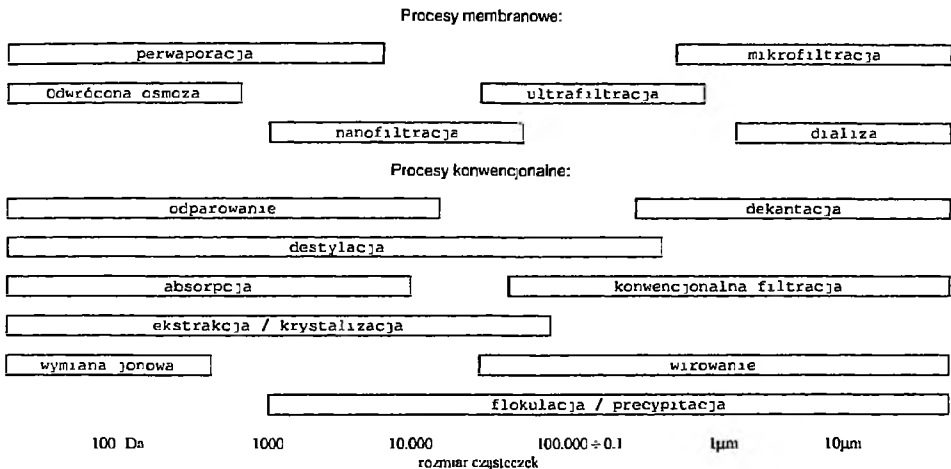 Procesy membranowe:
perwaporacja mikrofiltracja
Odwrócona osmoza ultrafiltracja
nanofiltracja dializa
Procesy konwencjonalne:
odparowanie dekantacja
destylacja
absorpcja konwencjonalna filtracja
ekstrakcja / krystalizacja
wymiana jonowa wirowanie
flokulacja / precypitacja
100 Da 1000 10.000 100.000 ÷ 0.1 1µm 10µm
rozmiar cząsteczek